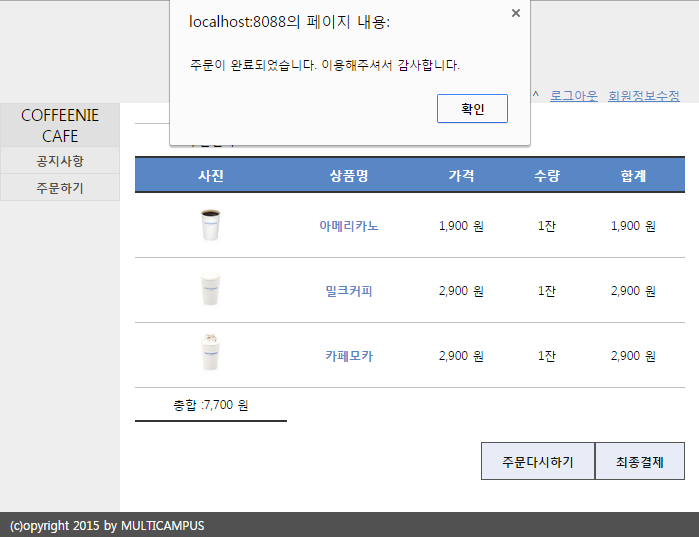 localhost:8088의 페이지 내용:
주문이 완료되었습니다. 이용해주셔서 감사합니다.
확인
^ 로그아웃 회원정보수정
COFFEENIE
CAFE
공지사항
주문하기
사진 상품명 가격 수량 합계
아메리카노 1,900 원 1잔 1,900 원
밀크커피 2,900 원 1잔 2,900 원
카페모카 2,900 원 1잔 2,900 원
총합 :7,700 원
주문다시하기 최종결제
(c)opyright 2015 by MULTICAMPUS